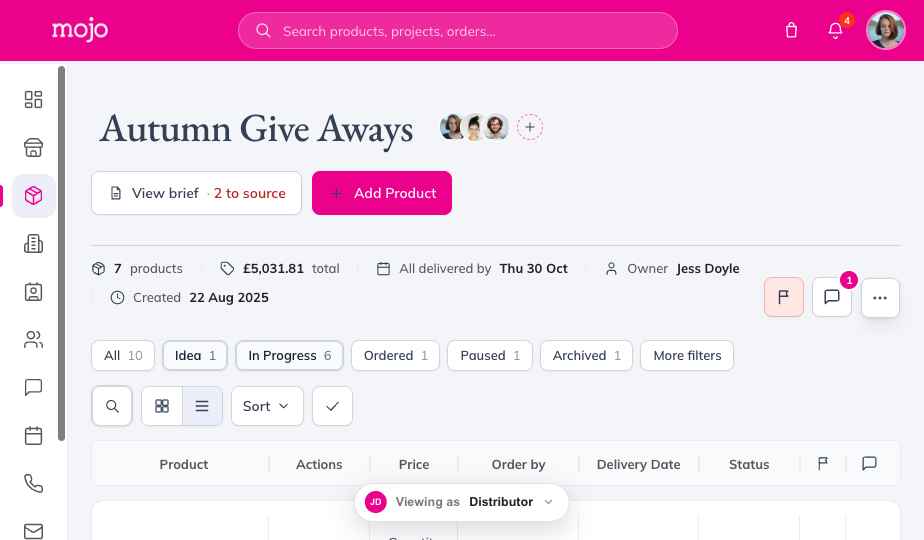 mojo
Search products, projects, orders...
4
Autumn Give Aways
View brief · 2 to source
Add Product
7 products
£5,031.81 total
All delivered by Thu 30 Oct
Owner Jess Doyle
Created 22 Aug 2025
1
All 10
Idea 1
In Progress 6
Ordered 1
Paused 1
Archived 1
More filters
Sort
Product Actions Price Order by Delivery Date Status
JD Viewing as Distributor